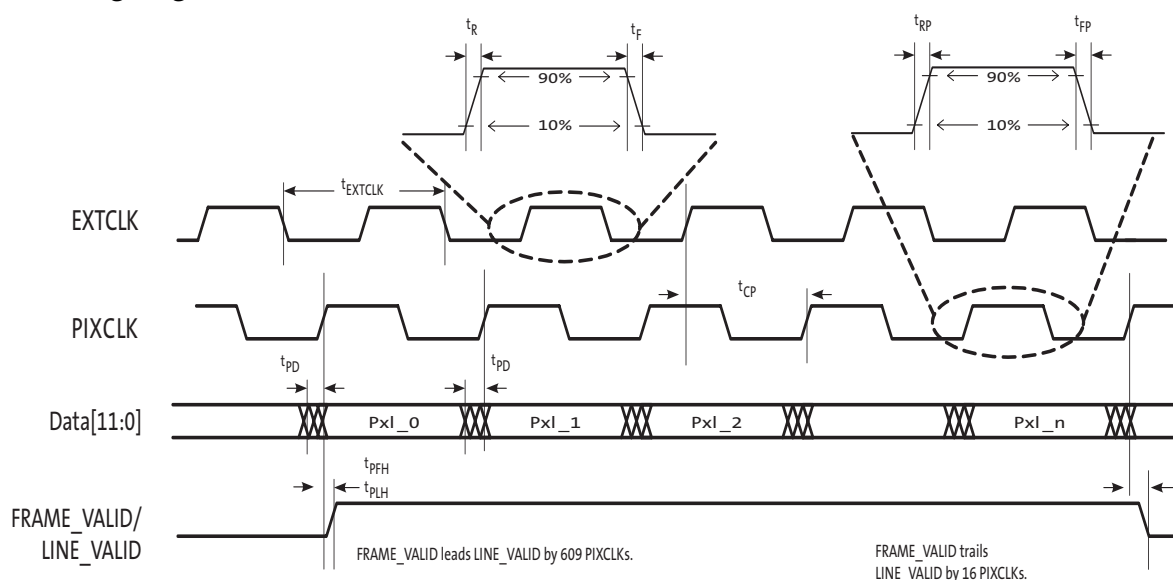 tR
tF
tRP
tFP
90%
90%
10%
10%
tEXTCLK
EXTCLK
tCP
PIXCLK
tPD
tPD
Data[11:0]
Pxl_0
Pxl_1
Pxl_2
Pxl_n
tPFH
tPLH
FRAME_VALID/
LINE_VALID
FRAME_VALID leads LINE_VALID by 609 PIXCLKs.
FRAME_VALID trails
LINE_VALID by 16 PIXCLKs.